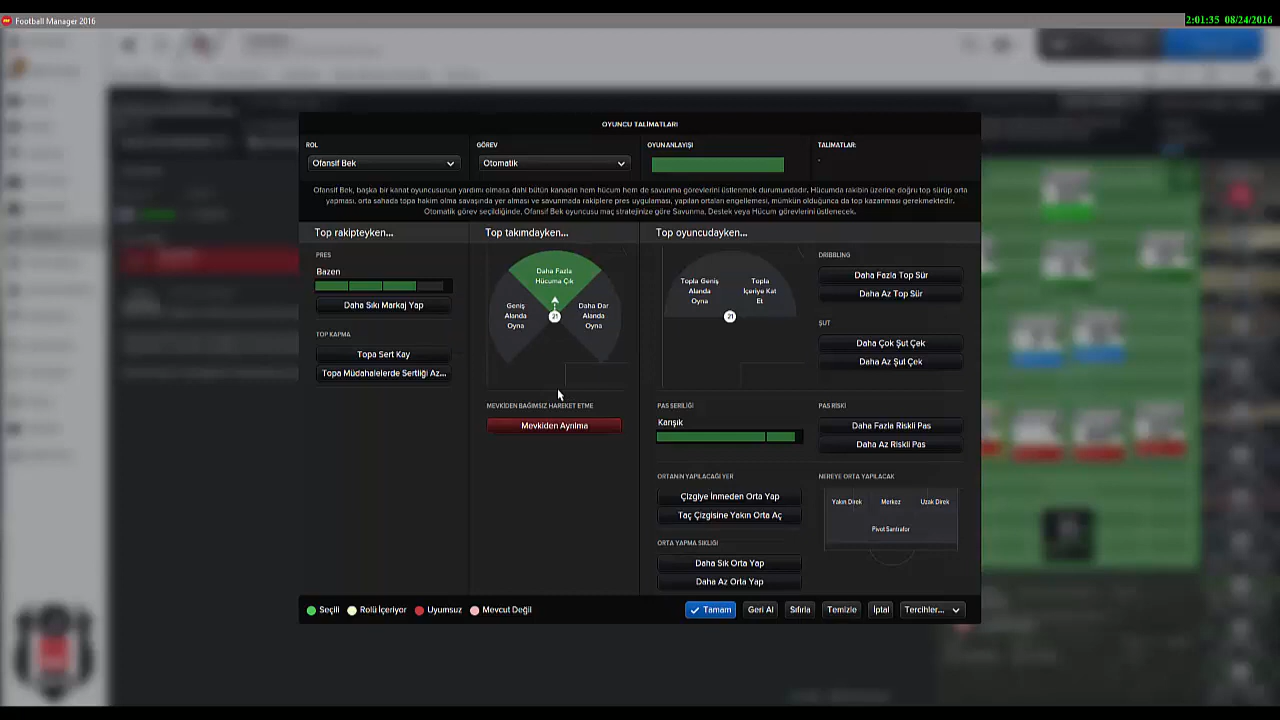 Football Manager 2016
2:01:35 08/24/2016
OYUNCU TALİMATLARI
ROL
GÖREV
OYUN ANLAYIŞI
TALİMATLAR:
Ofansif Bek
Otomatik
-
Ofansif Bek, başka bir kanat oyuncusunun yardımı olmasa dahi bütün kanadın hem hücum hem de savunma görevlerini üstlenmek durumundadır. Hücumda rakibin üzerine doğru top sürüp orta
yapması, orta sahada topa hakim olma savaşında yer alması ve savunmada rakiplere pres uygulaması, yapılan ortaları engellemesi, mümkün olduğunca da top kazanması gerekmektedir.
Otomatik görev seçildiğinde, Ofansif Bek oyuncusu maç stratejinize göre Savunma, Destek veya Hücum görevlerini üstlenecek.
Top rakipteyken...
Top takımdayken...
Top oyuncudayken...
PRES
Bazen
Daha Sıkı Markaj Yap
TOP KAPMA
Topa Sert Kay
Topa Müdahalelerde Sertliği Az...
Daha Fazla
Hücuma Çık
Geniş
Alanda
Oyna
Daha Dar
Alanda
Oyna
21
MEVKİDEN BAĞIMSIZ HAREKET ETME
Mevkiden Ayrılma
Topla Geniş
Alanda
Oyna
Topla
İçeriye Kat
Et
21
DRIBBLING
Daha Fazla Top Sür
Daha Az Top Sür
ŞUT
Daha Çok Şut Çek
Daha Az Şut Çek
PAS SERİLİĞİ
Karışık
PAS RİSKİ
Daha Fazla Riskli Pas
Daha Az Riskli Pas
ORTANIN YAPILACAĞI YER
Çizgiye İnmeden Orta Yap
Taç Çizgisine Yakın Orta Aç
NEREYE ORTA YAPILACAK
Yakın Direk
Merkez
Uzak Direk
Pivot Santrafor
ORTA YAPMA SIKLIĞI
Daha Sık Orta Yap
Daha Az Orta Yap
Seçili
Rolü İçeriyor
Uyumsuz
Mevcut Değil
Tamam
Geri Al
Sıfırla
Temizle
İptal
Tercihler...